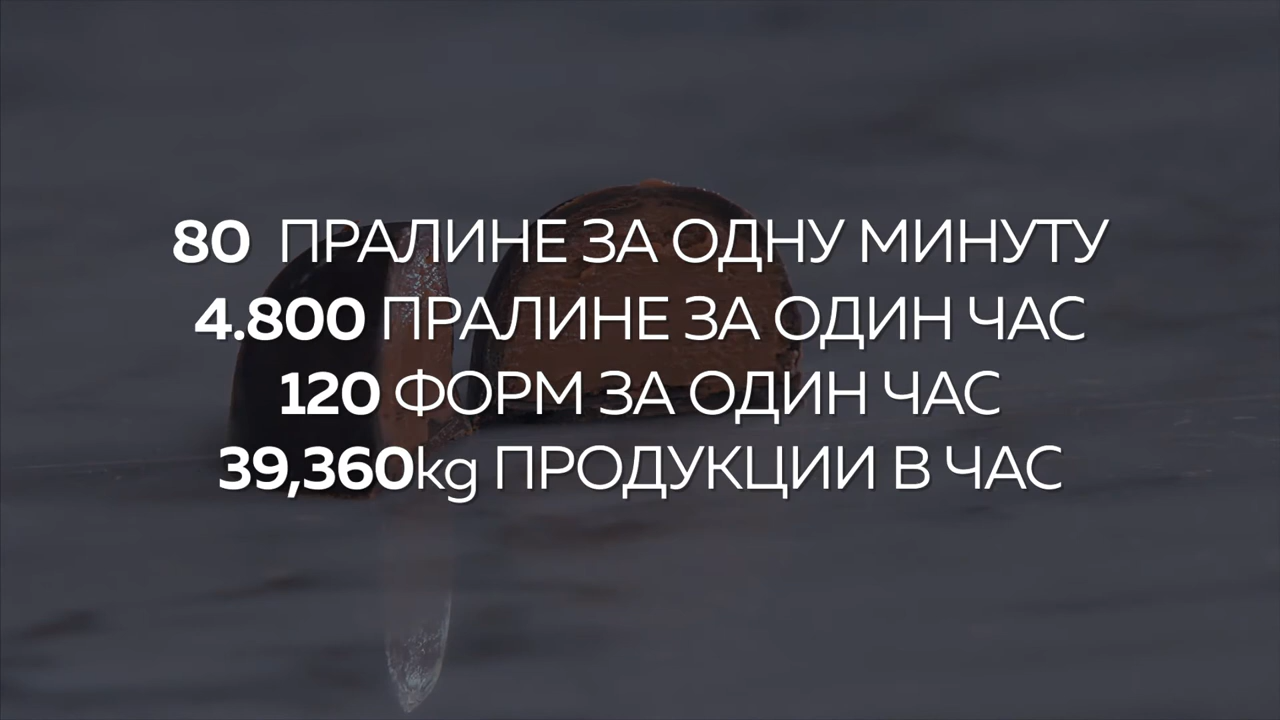 80 ПРАЛИНЕ ЗА ОДНУ МИНУТУ
4.800 ПРАЛИНЕ ЗА ОДИН ЧАС
120 ФОРМ ЗА ОДИН ЧАС
39,360kg ПРОДУКЦИИ В ЧАС